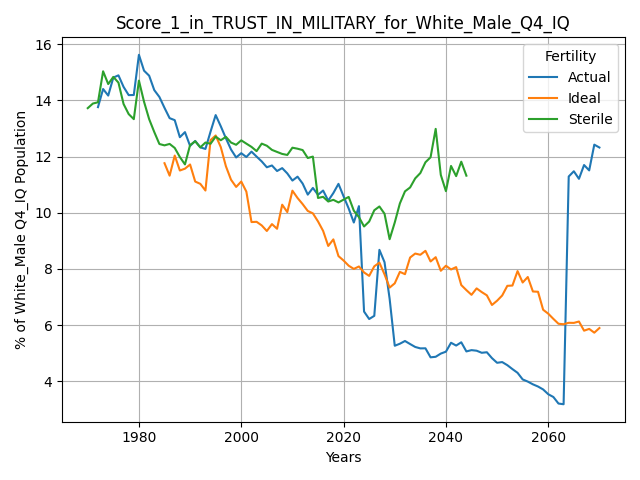 Score_1_in_TRUST_IN_MILITARY_for_White_Male_Q4_IQ
% of White_Male Q4_IQ Population
16
14
12
10
8
6
4
Fertility
Actual
Ideal
Sterile
1980
2000
2020
2040
2060
Years